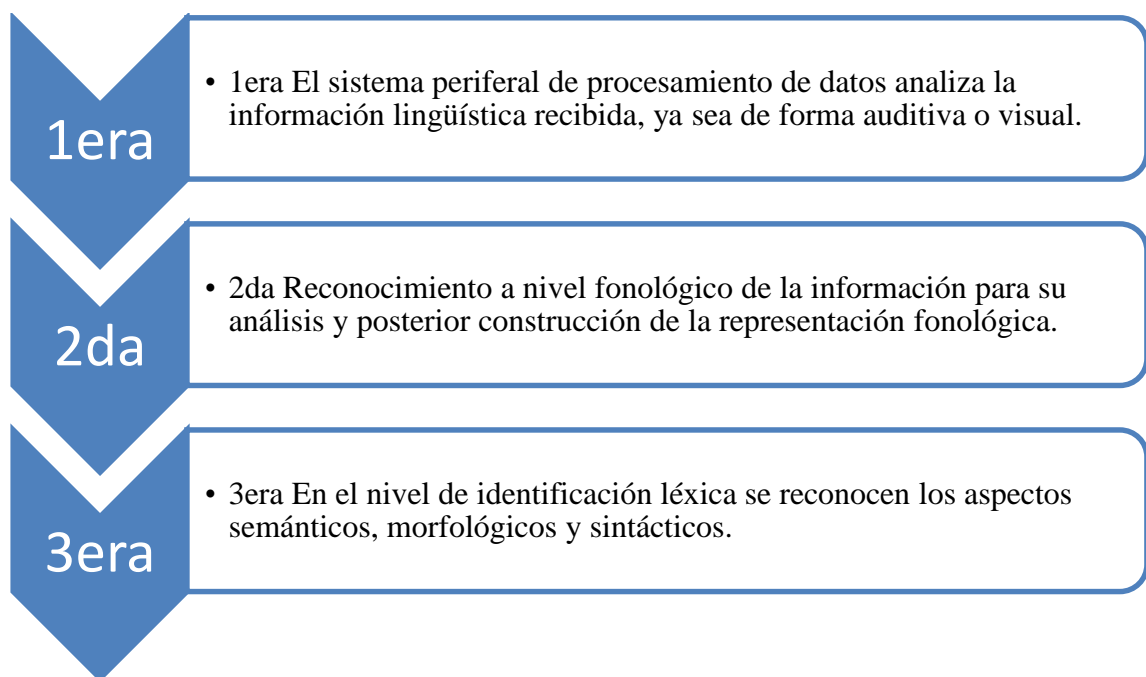 1era
• 1era El sistema periferal de procesamiento de datos analiza la
información lingüística recibida, ya sea de forma auditiva o visual.
2da
• 2da Reconocimiento a nivel fonológico de la información para su
análisis y posterior construcción de la representación fonológica.
3era
• 3era En el nivel de identificación léxica se reconocen los aspectos
semánticos, morfológicos y sintácticos.